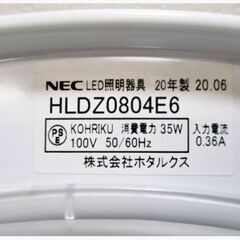 NEC LED照明器具 20年製 20.06
HLDZ0804E6
PS E KOHRIKU 消費電力 35W 入力電流
100V 50/60Hz 0.36A
株式会社ホタルクス